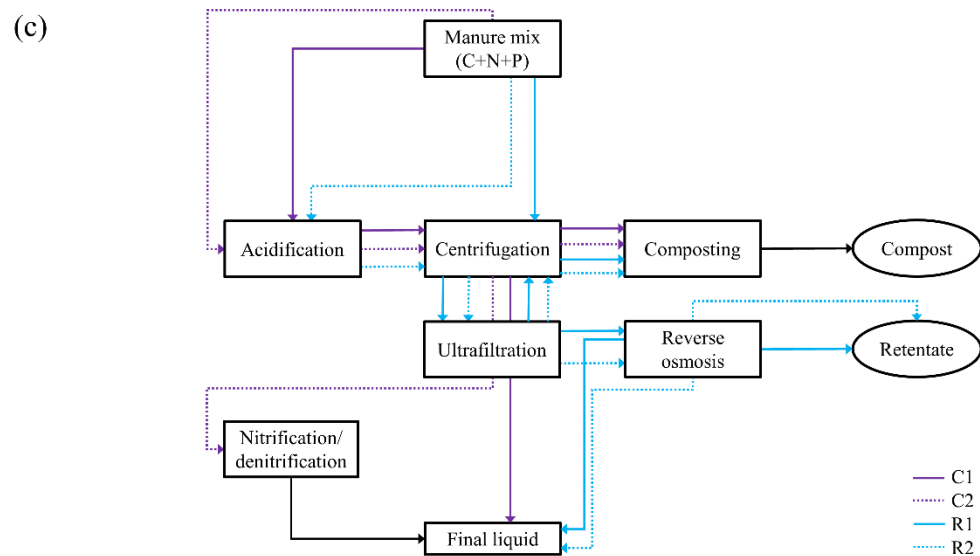 (c)
Manure mix
(C+N+P)
Acidification
Centrifugation
Composting
Compost
Ultrafiltration
Reverse
osmosis
Retentate
Nitrification/
denitrification
Final liquid
C1
C2
R1
R2